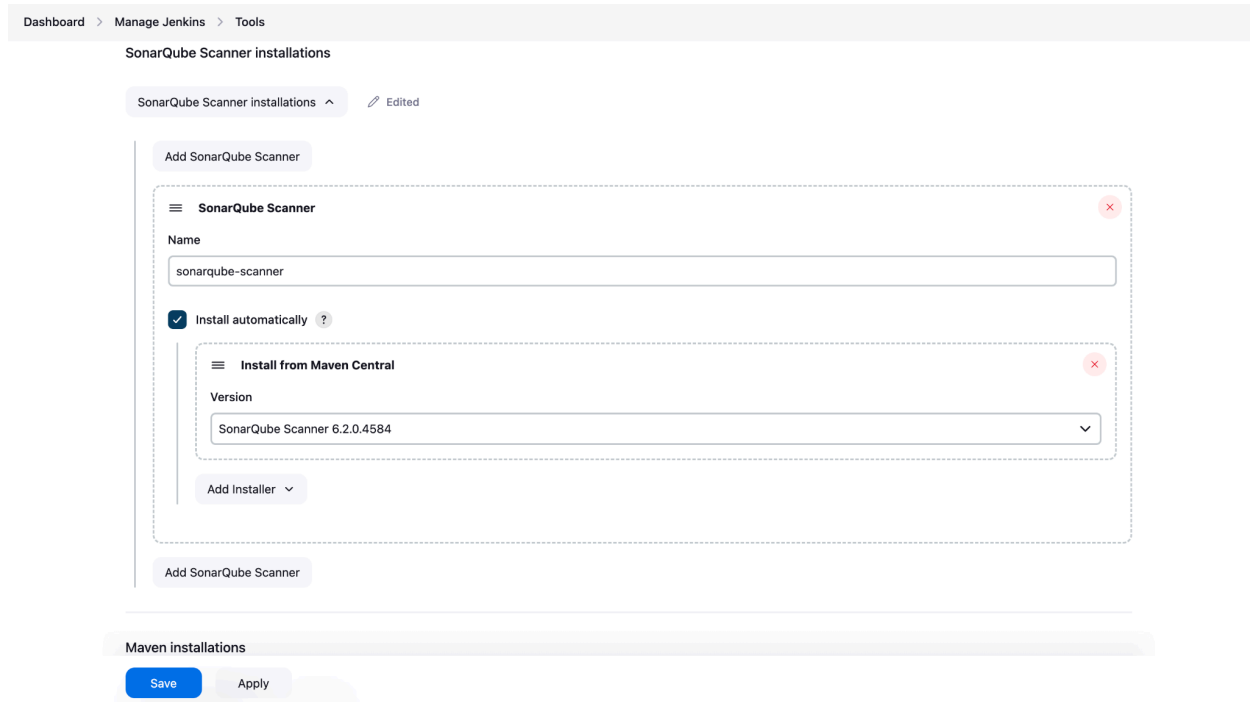 Dashboard > Manage Jenkins > Tools
SonarQube Scanner installations
SonarQube Scanner installations Edited
Add SonarQube Scanner
SonarQube Scanner
Name
sonarqube-scanner
Install automatically ?
Install from Maven Central
Version
SonarQube Scanner 6.2.0.4584
Add Installer
Add SonarQube Scanner
Maven installations
Save Apply